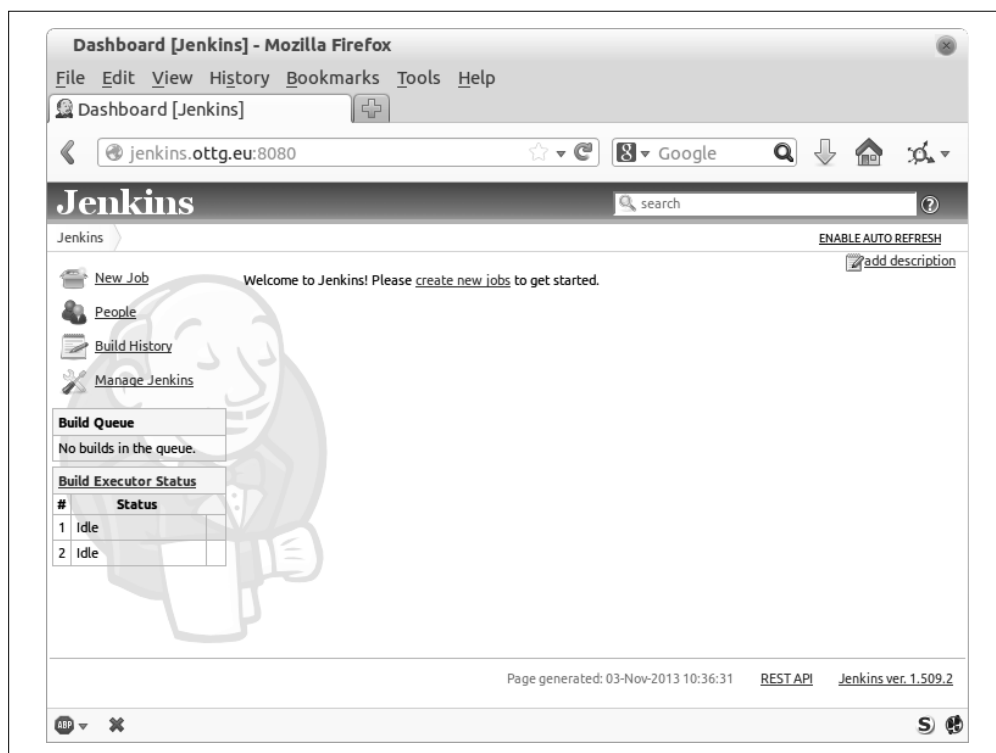 Dashboard [Jenkins] - Mozilla Firefox
File Edit View History Bookmarks Tools Help
Dashboard [Jenkins]
jenkins.ottg.eu:8080
8 Google
Jenkins
search
?
Jenkins
ENABLE AUTO REFRESH
add description
New Job
Welcome to Jenkins! Please create new jobs to get started.
People
Build History
Manage Jenkins
Build Queue
No builds in the queue.
Build Executor Status
# Status
1 Idle
2 Idle
Page generated: 03-Nov-2013 10:36:31 REST API Jenkins ver. 1.509.2
ABP S